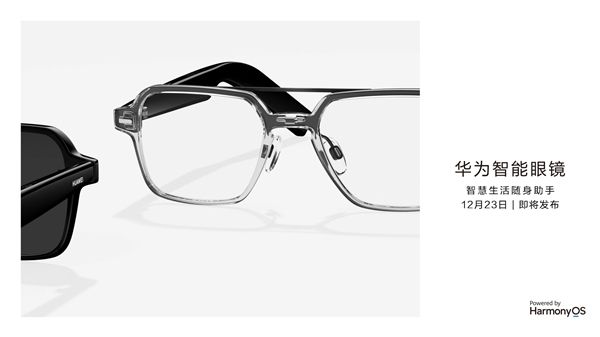 HUAWEI
华为智能眼镜
智慧生活随身助手
12月23日｜即将发布
Powered by
HarmonyOS